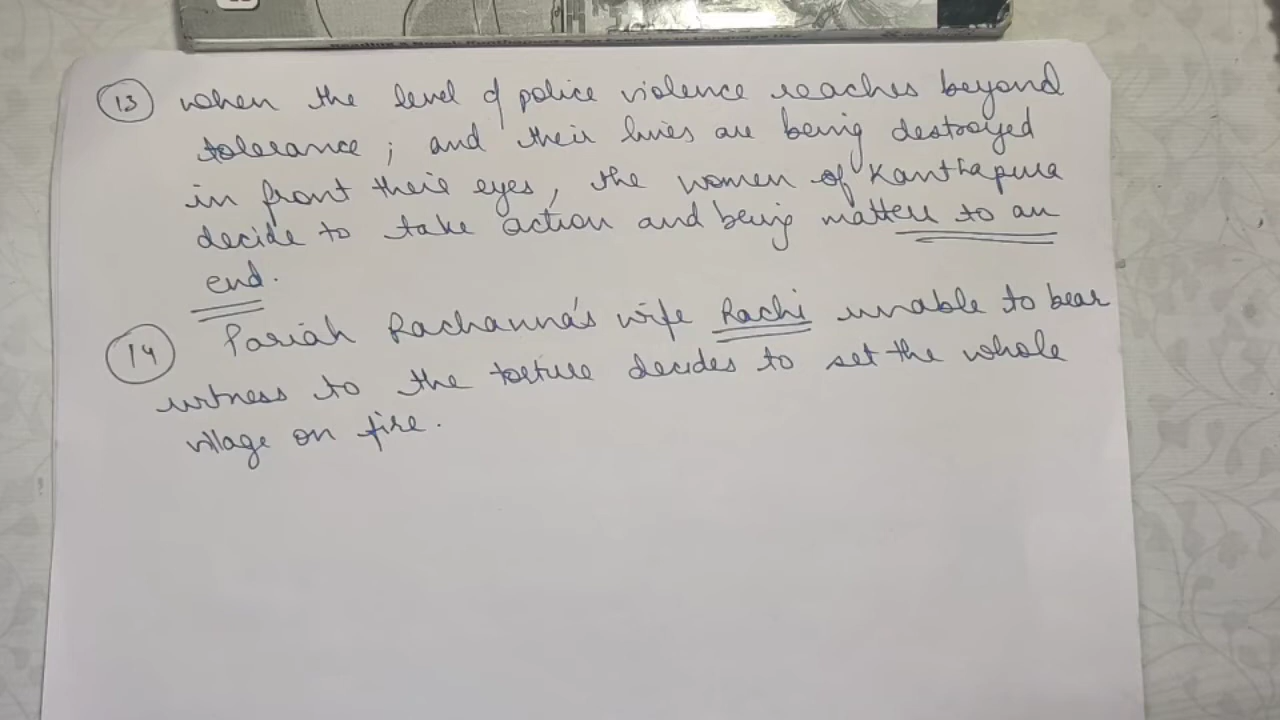 13 when the level of police violence reaches beyond
tolerance ; and their lives are being destroyed
in front their eyes, the women of Kanthapura
decide to take action and being matters to an
end.
14 Pariah Rachanna's wife Rachi unable to bear
witness to the torture decides to set the whole
village on fire.